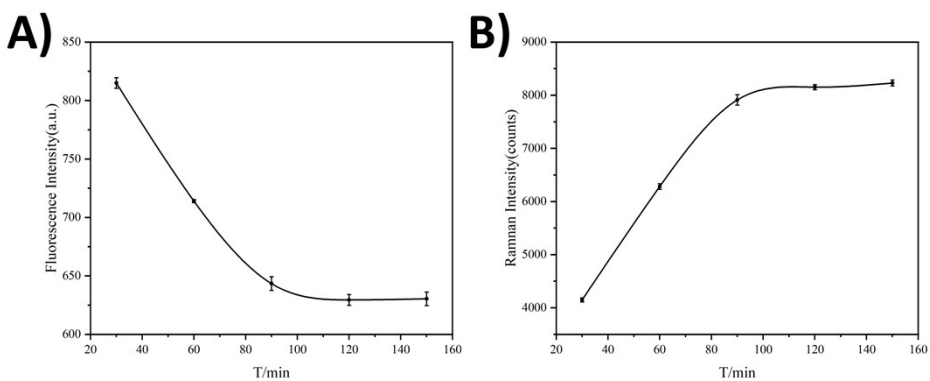 A)
850
800
750
700
650
600
Fluorescence Intensity(a.u.)
20 40 60 80 100 120 140 160
T/min
B)
9000
8000
7000
6000
5000
4000
Ramnan Intensity(counts)
20 40 60 80 100 120 140 160
T/min